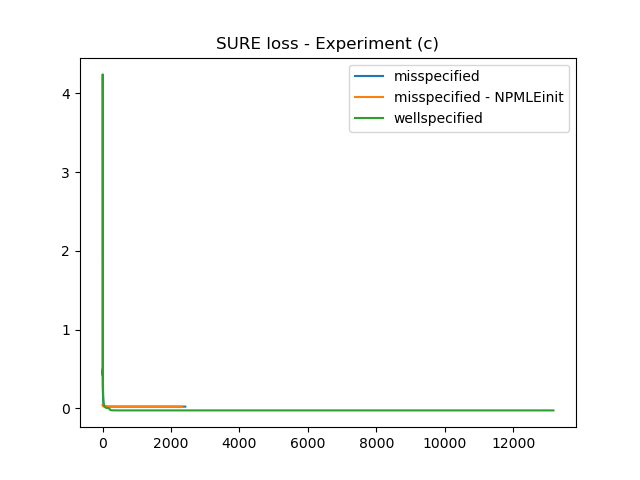 SURE loss - Experiment (c)
misspecified
misspecified - NPMLEinit
wellspecified
4
3
2
1
0
0 2000 4000 6000 8000 10000 12000